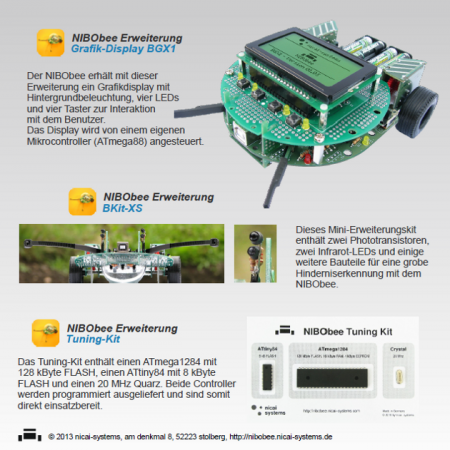 NIBObee Erweiterung
Grafik-Display BGX1
Der NIBObee erhält mit dieser
Erweiterung ein Grafikdisplay mit
Hintergrundbeleuchtung, vier LEDs
und vier Taster zur Interaktion
mit dem Benutzer.
Das Display wird von einem eigenen
Mikrocontroller (ATmega88) angesteuert.
NIBObee Erweiterung
BKit-XS
Dieses Mini-Erweiterungskit
enthält zwei Phototransistoren,
zwei Infrarot-LEDs und einige
weitere Bauteile für eine grobe
Hinderniserkennung mit dem
NIBObee.
NIBObee Erweiterung
Tuning-Kit
Das Tuning-Kit enthält einen ATmega1284 mit
128 kByte FLASH, einen ATtiny84 mit 8 kByte
FLASH und einen 20 MHz Quarz. Beide Controller
werden programmiert ausgeliefert und sind somit
direkt einsatzbereit.
NIBObee Tuning Kit
ATtiny84
ATmega1284
Crystal
nicai
systems
© 2013 nicai-systems, am denkmal 8, 52223 stolberg, http://nibobee.nicai-systems.de